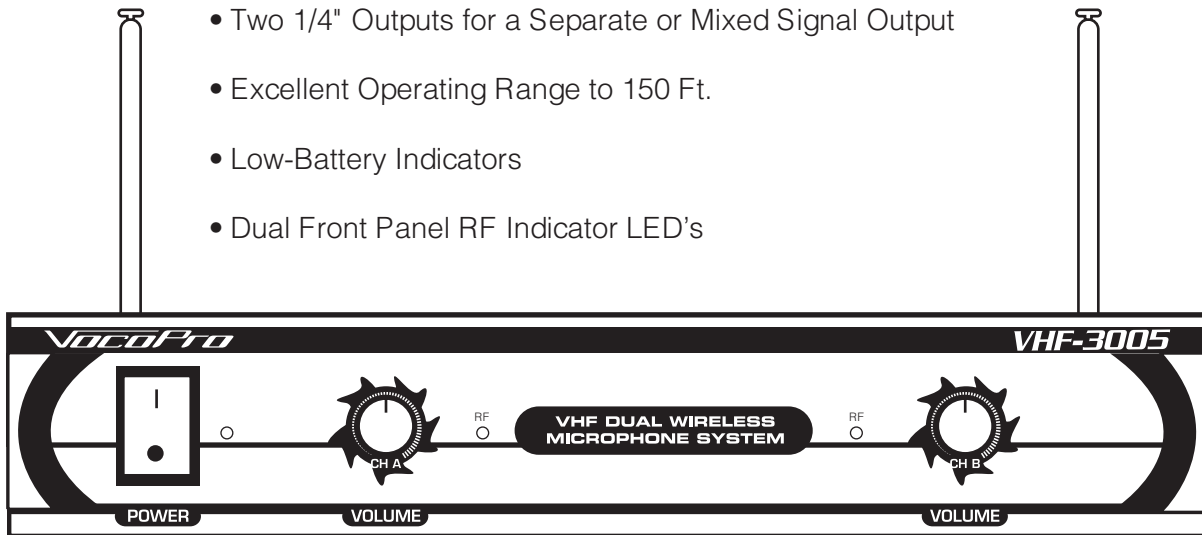 • Two 1/4" Outputs for a Separate or Mixed Signal Output
• Excellent Operating Range to 150 Ft.
• Low-Battery Indicators
• Dual Front Panel RF Indicator LED’s
VocoPro
VHF-3005
I
RF
VHF DUAL WIRELESS
MICROPHONE SYSTEM
RF
CH A
CH B
POWER
VOLUME
VOLUME